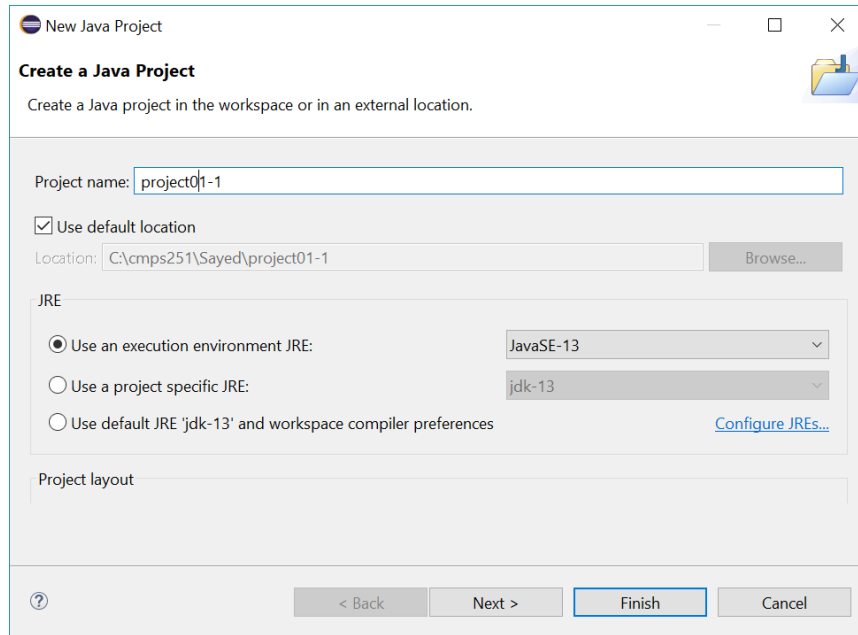 New Java Project
Create a Java Project
Create a Java project in the workspace or in an external location.
Project name: project01-1
Use default location
Location: C:\cmps251\Sayed\project01-1 Browse...
JRE
Use an execution environment JRE: JavaSE-13
Use a project specific JRE: jdk-13
Use default JRE 'jdk-13' and workspace compiler preferences Configure JREs...
Project layout
? < Back Next > Finish Cancel